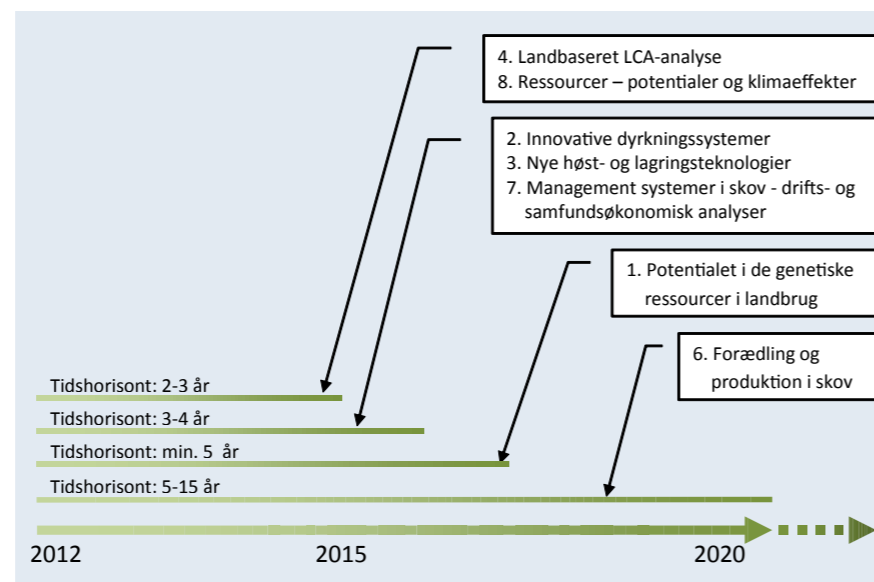 4. Landbaseret LCA-analyse
8. Ressourcer – potentialer og klimaeffekter
2. Innovative dyrkningssystemer
3. Nye høst- og lagringsteknologier
7. Management systemer i skov - drifts- og
samfundsøkonomisk analyser
1. Potentialet i de genetiske
ressourcer i landbrug
6. Forædling og
produktion i skov
Tidshorisont: 2-3 år
Tidshorisont: 3-4 år
Tidshorisont: min. 5 år
Tidshorisont: 5-15 år
2012 2015 2020